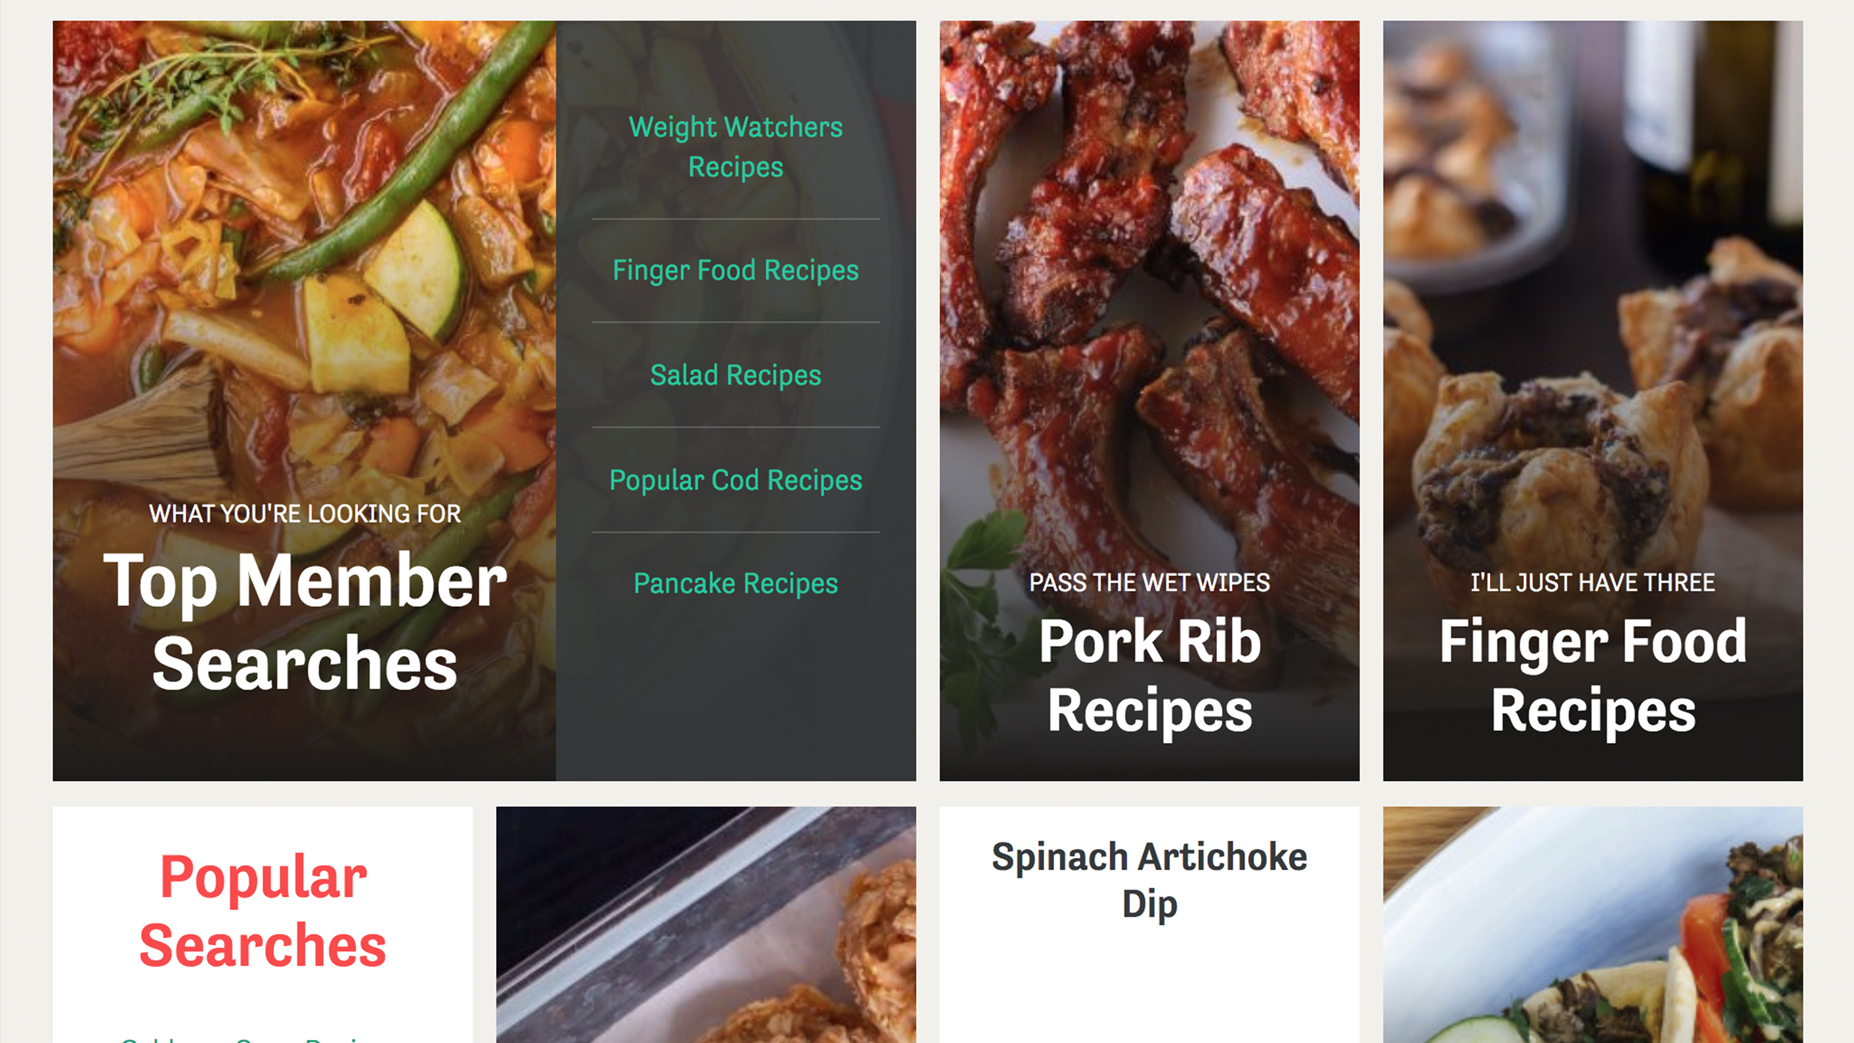 WHAT YOU'RE LOOKING FOR
Top Member
Searches
Weight Watchers
Recipes
Finger Food Recipes
Salad Recipes
Popular Cod Recipes
Pancake Recipes
PASS THE WET WIPES
Pork Rib
Recipes
I'LL JUST HAVE THREE
Finger Food
Recipes
Popular
Searches
Spinach Artichoke
Dip